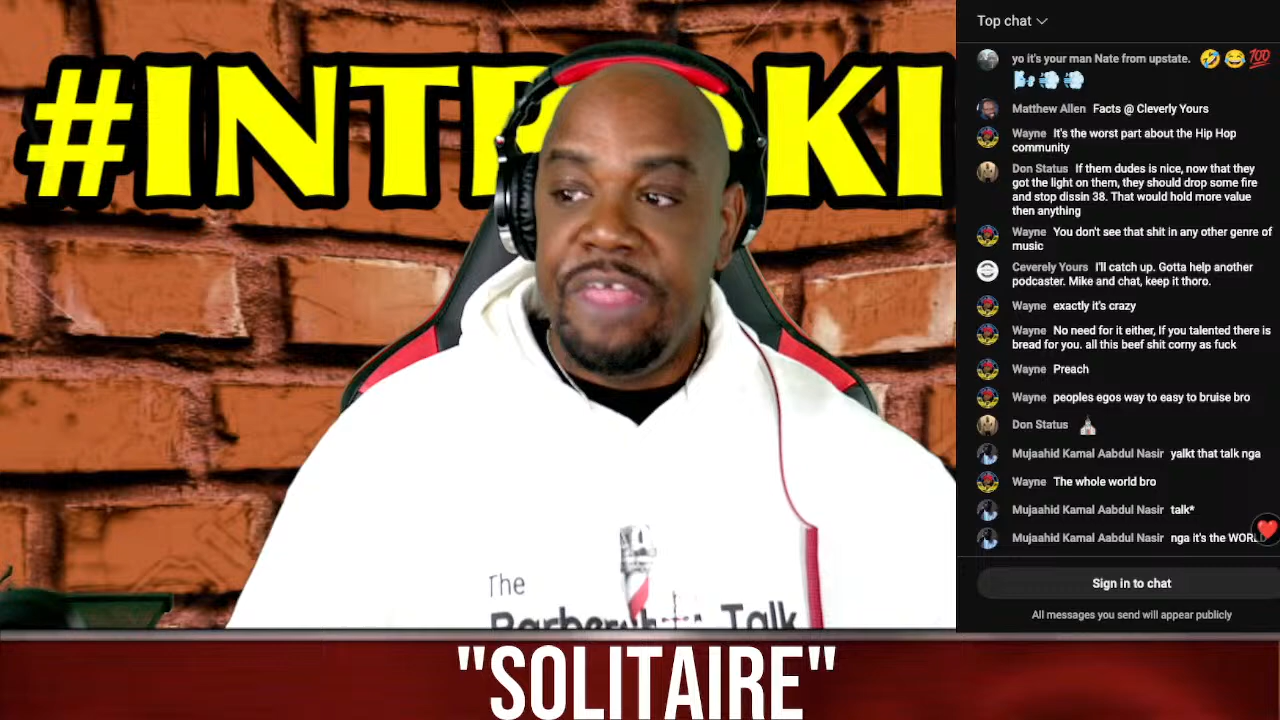 #INTR KI
The
Barbershop Talk
"SOLITAIRE"
Top chat
yo it's your man Nate from upstate. 🤣 😂 💯
🌬 💨 💨
Matthew Allen Facts @ Cleverly Yours
Wayne It's the worst part about the Hip Hop
community
Don Status If them dudes is nice, now that they
got the light on them, they should drop some fire
and stop dissin 38. That would hold more value
then anything
Wayne You don't see that shit in any other genre of
music
Ceverely Yours I'll catch up. Gotta help another
podcaster. Mike and chat, keep it thoro.
Wayne exactly it's crazy
Wayne No need for it either, If you talented there is
bread for you. all this beef shit corny as fuck
Wayne Preach
Wayne peoples egos way to easy to bruise bro
Don Status ⛪
Mujaahid Kamal Aabdul Nasir yalkt that talk nga
Wayne The whole world bro
Mujaahid Kamal Aabdul Nasir talk*
Mujaahid Kamal Aabdul Nasir nga it's the WOR
Sign in to chat
All messages you send will appear publicly